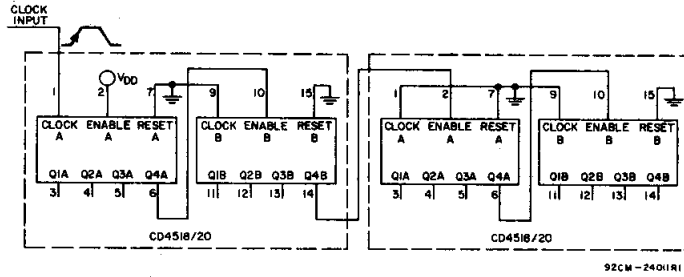 CLOCK
INPUT
VDD
1 2 7 9 10 15 1 2 7 9 10 15
CLOCK ENABLE RESET CLOCK ENABLE RESET CLOCK ENABLE RESET CLOCK ENABLE RESET
A A A B B B A A A B B B
Q1A Q2A Q3A Q4A Q1B Q2B Q3B Q4B Q1A Q2A Q3A Q4A Q1B Q2B Q3B Q4B
3 4 5 6 11 12 13 14 3 4 5 6 11 12 13 14
CD4518/20 CD4518/20
92CM-24011R1